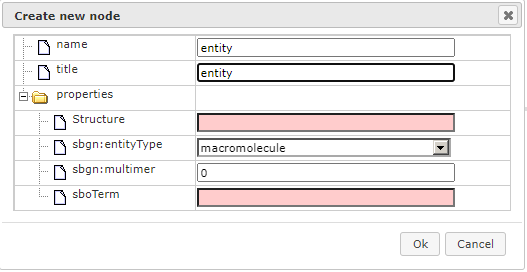 Create new node
name entity
title entity
properties
Structure
sbgn:entityType macromolecule
sbgn:multimer 0
sboTerm
Ok Cancel